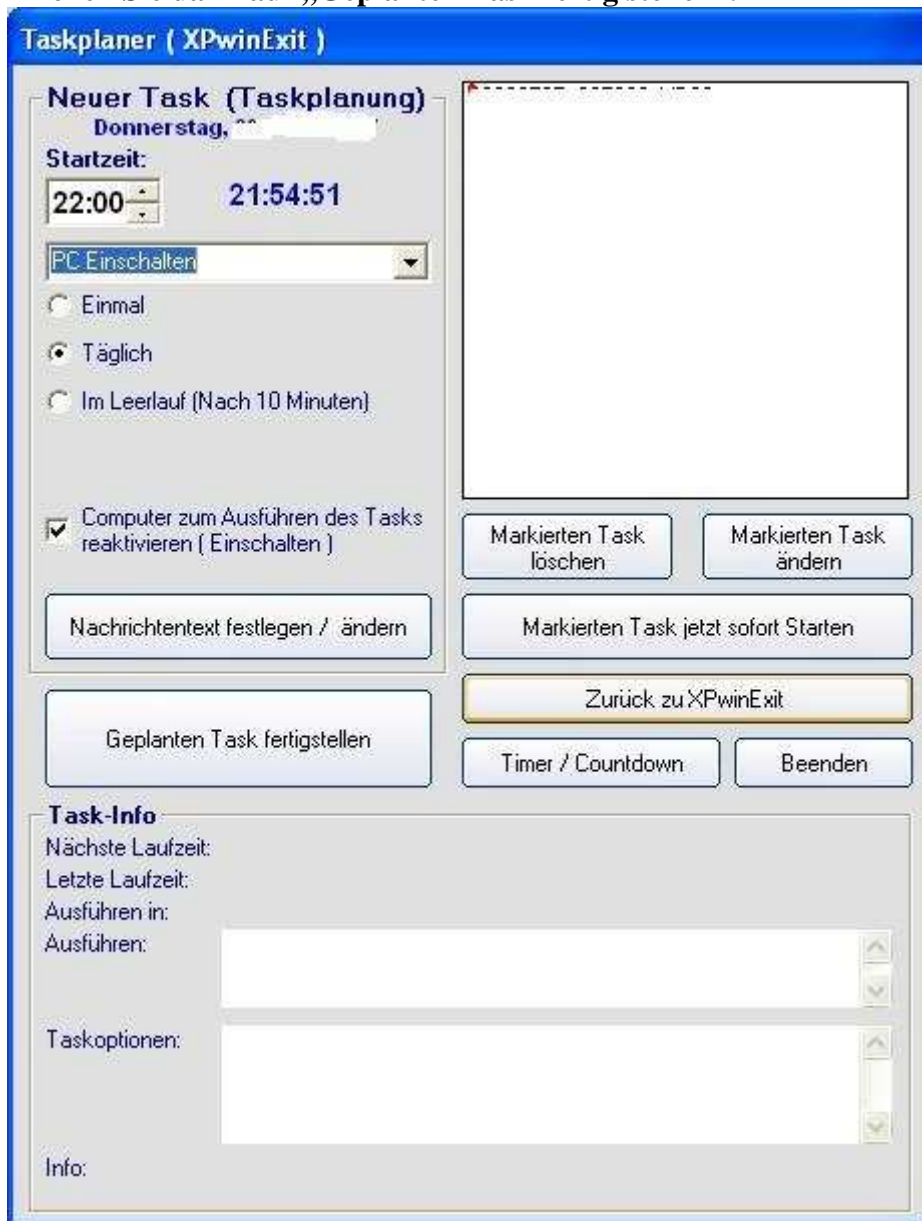 Taskplaner ( XPwinExit )
Neuer Task (Taskplanung)
Donnerstag,
Startzeit:
22:00
21:54:51
PC Einschalten
Einmal
Täglich
Im Leerlauf (Nach 10 Minuten)
Computer zum Ausführen des Tasks
reaktivieren ( Einschalten )
Nachrichtentext festlegen / ändern
Geplanten Task fertigstellen
Markierten Task
löschen
Markierten Task
ändern
Markierten Task jetzt sofort Starten
Zurück zu XPwinExit
Timer / Countdown
Beenden
Task-Info
Nächste Laufzeit:
Letzte Laufzeit:
Ausführen in:
Ausführen:
Taskoptionen:
Info: